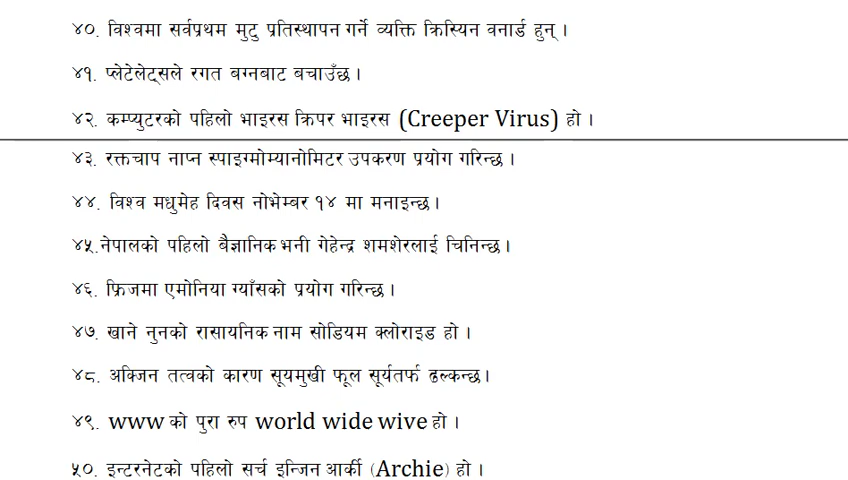 ४०. विश्वमा सर्वप्रथम मुटु प्रतिस्थापन गर्ने व्यक्ति क्रिस्यिन वनार्ड हुन् ।
४१. प्लेटेलेट्सले रगत बग्नबाट बचाउँछ ।
४२. कम्प्युटरको पहिलो भाइरस क्रिपर भाइरस (Creeper Virus) हो ।
४३. रक्तचाप नाप्न स्पाइग्मोम्यानोमिटर उपकरण प्रयोग गरिन्छ ।
४४. विश्व मधुमेह दिवस नोभेम्बर १४ मा मनाइन्छ ।
४५.नेपालको पहिलो बैज्ञानिक भनी गेहेन्द्र शमशेरलाई चिनिन्छ ।
४६. फ्रिजमा एमोनिया ग्याँसको प्रयोग गरिन्छ ।
४७. खाने नुनको रासायनिक नाम सोडियम क्लोराइड हो ।
४८. अक्जिन तत्वको कारण सूयमुखी फूल सूर्यतर्फ ढल्कन्छ ।
४९. www को पुरा रुप world wide wive हो ।
५०. इन्टरनेटको पहिलो सर्च इन्जिन आर्की (Archie) हो ।